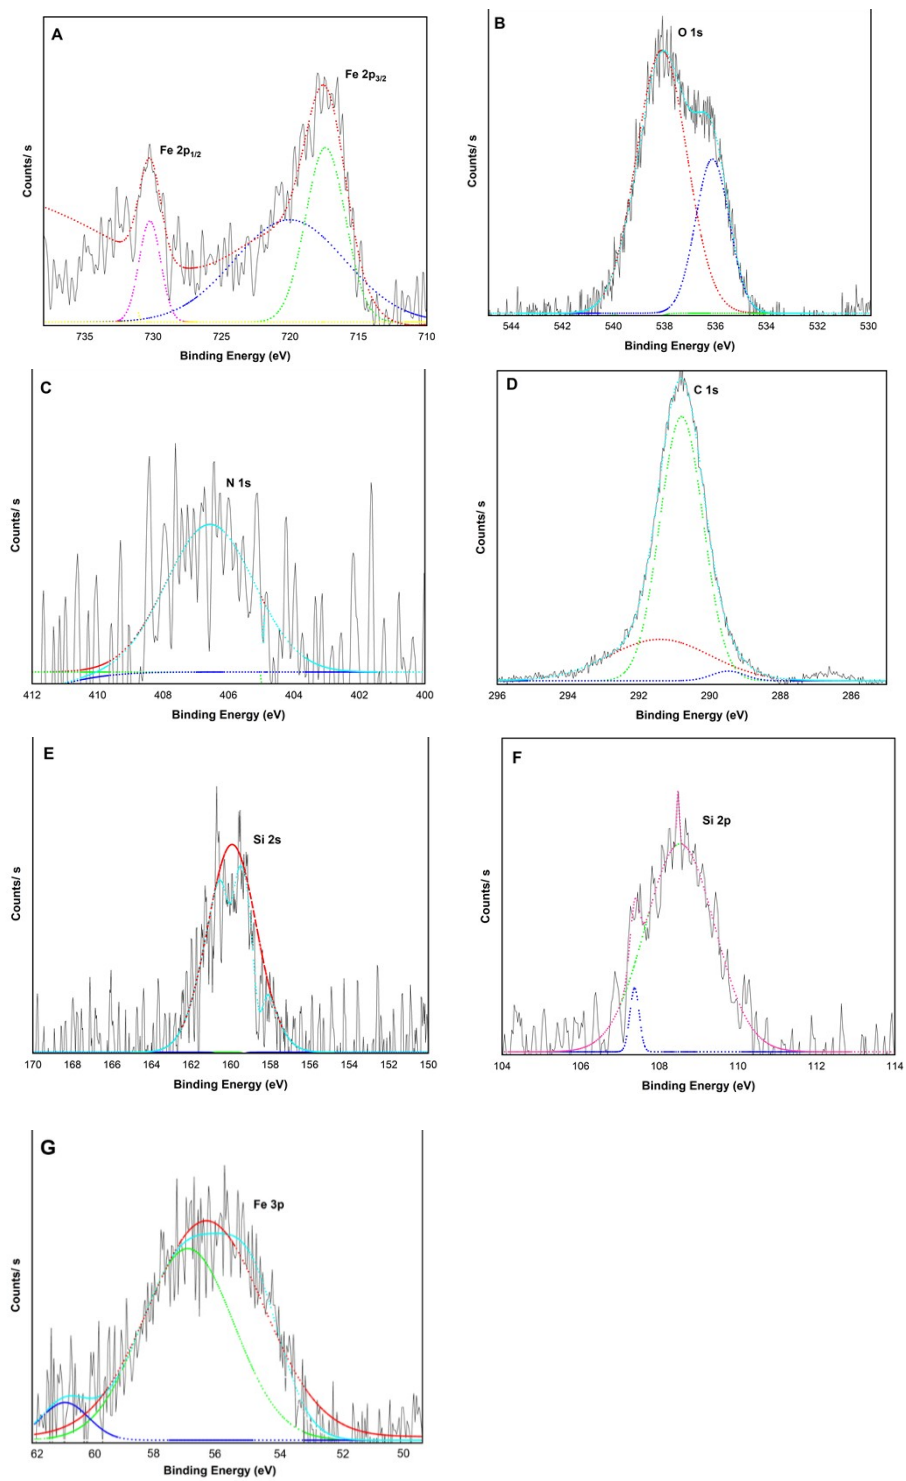 A
Fe 2p3/2
Fe 2p1/2
Counts/ s
735 730 725 720 715 710
Binding Energy (eV)
B
O 1s
Counts/ s
544 542 540 538 536 534 532 530
Binding Energy (eV)
C
N 1s
Counts/ s
412 410 408 406 404 402 400
Binding Energy (eV)
D
C 1s
Counts/ s
296 294 292 290 288 286
Binding Energy (eV)
E
Si 2s
Counts/ s
170 168 166 164 162 160 158 156 154 152 150
Binding Energy (eV)
F
Si 2p
Counts/ s
104 106 108 110 112 114
Binding Energy (eV)
G
Fe 3p
Counts/ s
62 60 58 56 54 52 50
Binding Energy (eV)